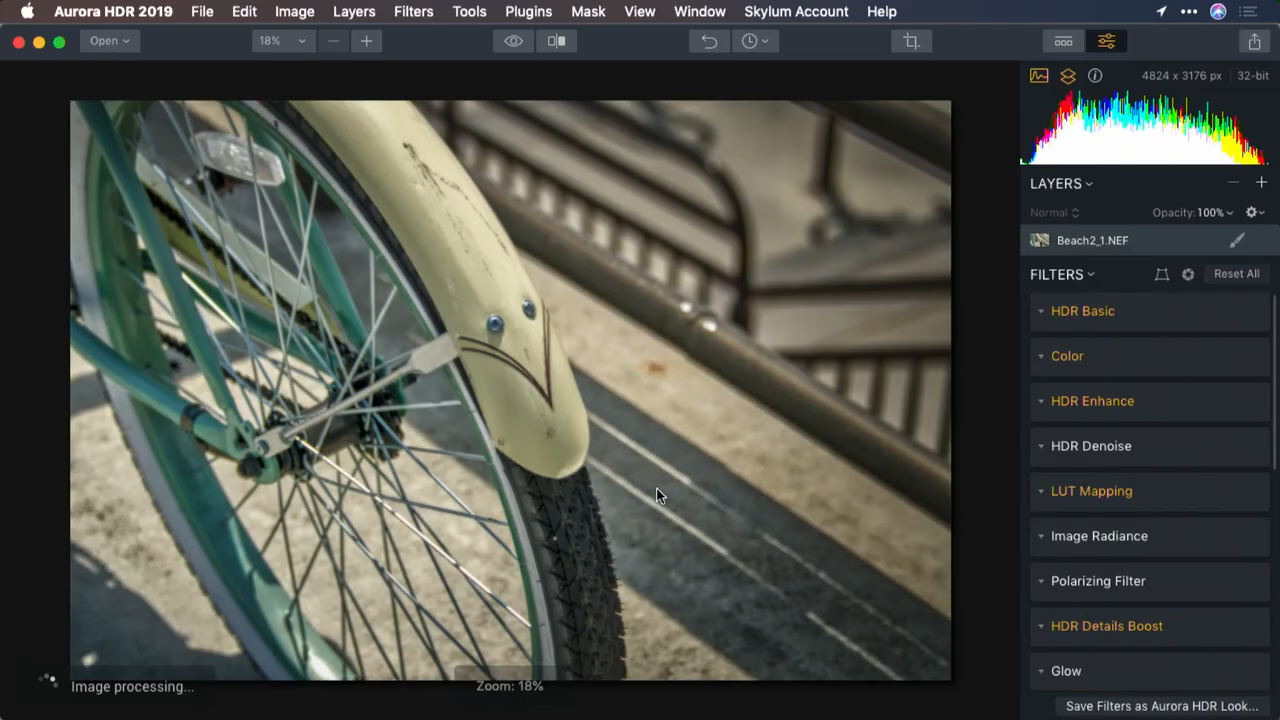 Aurora HDR 2019 File Edit Image Layers Filters Tools Plugins Mask View Window Skylum Account Help
Open 18%
4824 x 3176 px 32-bit
LAYERS
Normal Opacity: 100%
Beach2_1.NEF
FILTERS Reset All
HDR Basic
Color
HDR Enhance
HDR Denoise
LUT Mapping
Image Radiance
Polarizing Filter
HDR Details Boost
Glow
Image processing... Zoom: 18%
Save Filters as Aurora HDR Look...